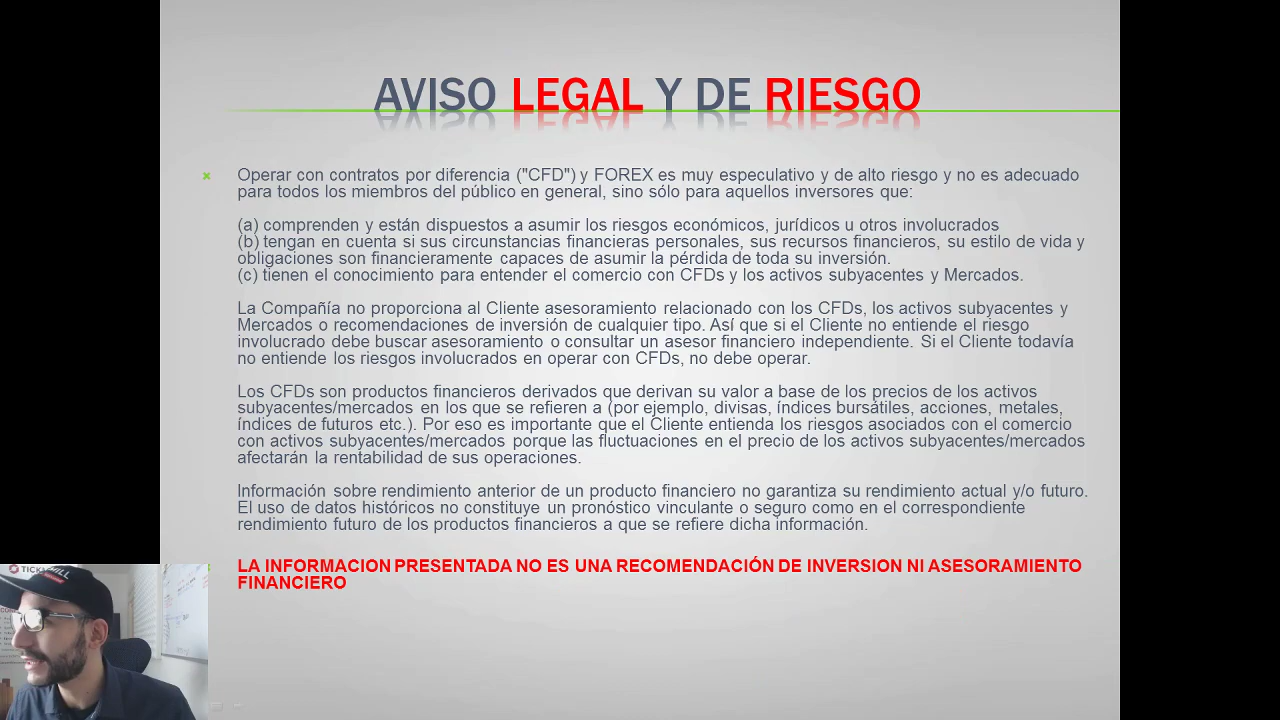 AVISO LEGAL Y DE RIESGO
Operar con contratos por diferencia ("CFD") y FOREX es muy especulativo y de alto riesgo y no es adecuado
para todos los miembros del público en general, sino sólo para aquellos inversores que:
(a) comprenden y están dispuestos a asumir los riesgos económicos, jurídicos u otros involucrados
(b) tengan en cuenta si sus circunstancias financieras personales, sus recursos financieros, su estilo de vida y
obligaciones son financieramente capaces de asumir la pérdida de toda su inversión.
(c) tienen el conocimiento para entender el comercio con CFDs y los activos subyacentes y Mercados.
La Compañía no proporciona al Cliente asesoramiento relacionado con los CFDs, los activos subyacentes y
Mercados o recomendaciones de inversión de cualquier tipo. Así que si el Cliente no entiende el riesgo
involucrado debe buscar asesoramiento o consultar un asesor financiero independiente. Si el Cliente todavía
no entiende los riesgos involucrados en operar con CFDs, no debe operar.
Los CFDs son productos financieros derivados que derivan su valor a base de los precios de los activos
subyacentes/mercados en los que se refieren a (por ejemplo, divisas, índices bursátiles, acciones, metales,
índices de futuros etc.). Por eso es importante que el Cliente entienda los riesgos asociados con el comercio
con activos subyacentes/mercados porque las fluctuaciones en el precio de los activos subyacentes/mercados
afectarán la rentabilidad de sus operaciones.
Información sobre rendimiento anterior de un producto financiero no garantiza su rendimiento actual y/o futuro.
El uso de datos históricos no constituye un pronóstico vinculante o seguro como en el correspondiente
rendimiento futuro de los productos financieros a que se refiere dicha información.
LA INFORMACION PRESENTADA NO ES UNA RECOMENDACIÓN DE INVERSION NI ASESORAMIENTO
FINANCIERO